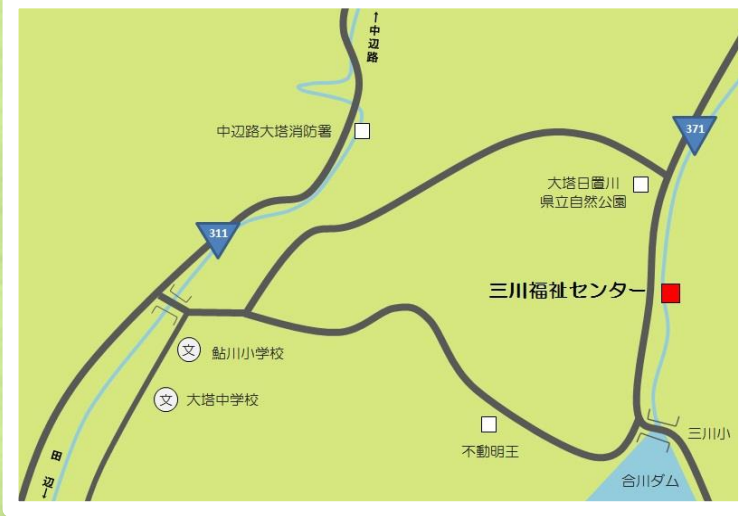 ↑中辺路
中辺路大塔消防署
371
大塔日置川
県立自然公園
311
三川福祉センター
文 鮎川小学校
文 大塔中学校
三川小
不動明王
田辺↓
合川ダム